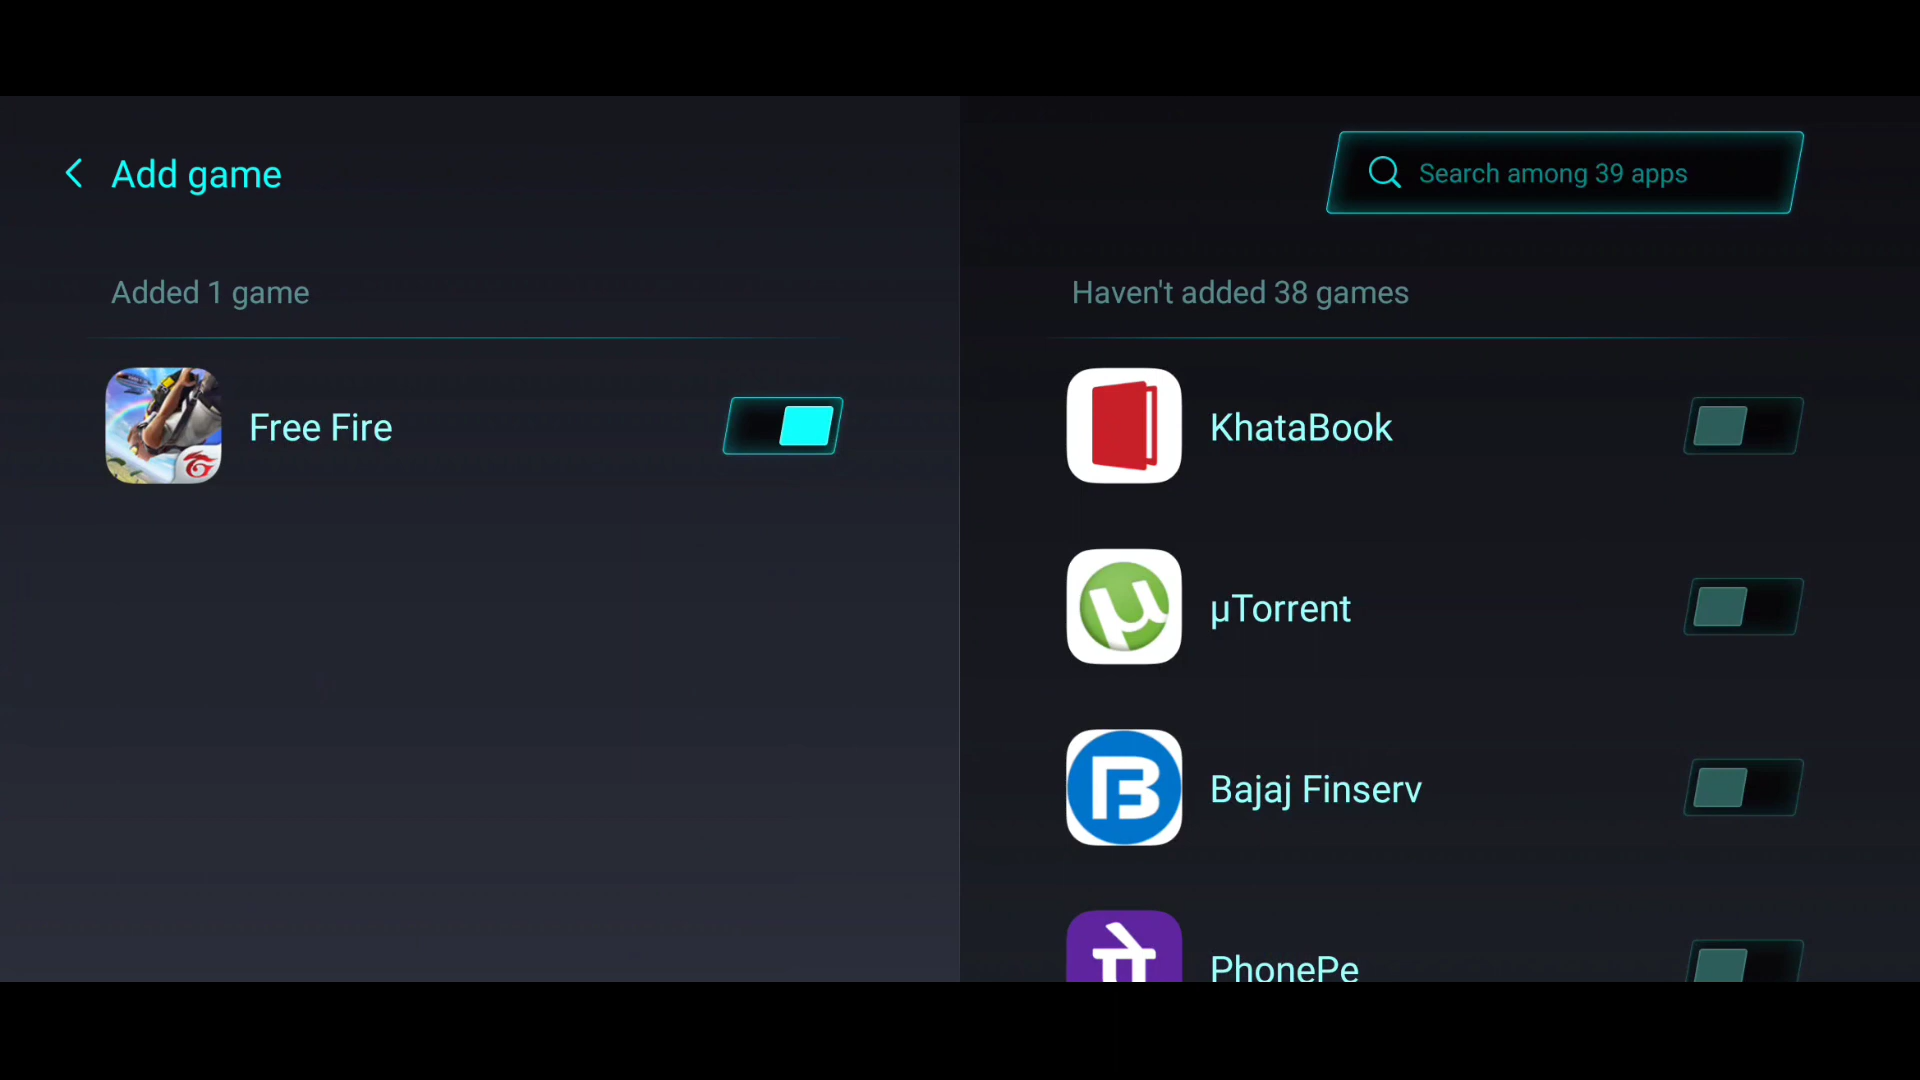 Add game
Search among 39 apps
Added 1 game
Free Fire
Haven't added 38 games
KhataBook
µTorrent
Bajaj Finserv
PhonePe